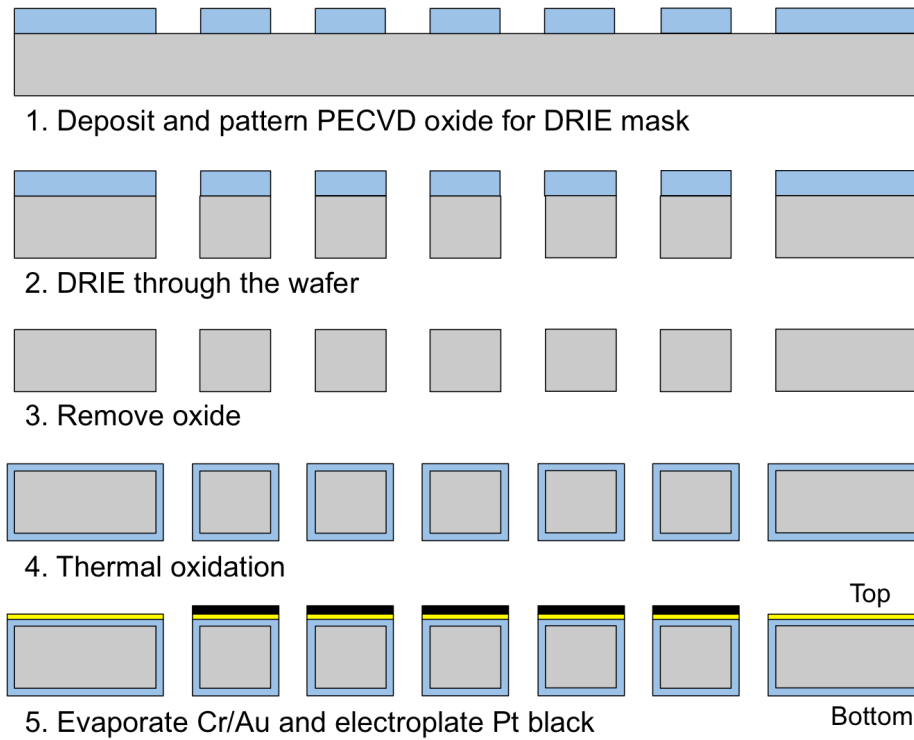 1. Deposit and pattern PECVD oxide for DRIE mask
2. DRIE through the wafer
3. Remove oxide
4. Thermal oxidation
Top
5. Evaporate Cr/Au and electroplate Pt black
Bottom